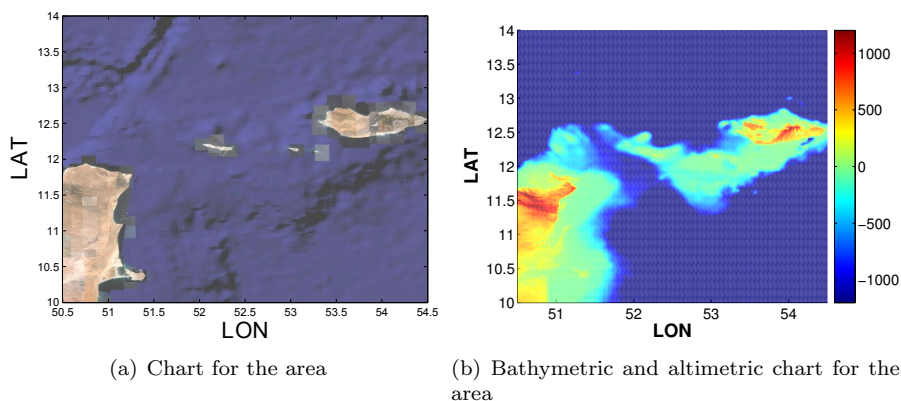 14
13.5
13
12.5
12
11.5
11
10.5
10
LAT
50.5 51 51.5 52 52.5 53 53.5 54 54.5
LON
14
13.5
13
12.5
12
11.5
11
10.5
10
LAT
51 52 53 54
LON
1000
500
0
−500
−1000
(a) Chart for the area
(b) Bathymetric and altimetric chart for the
area